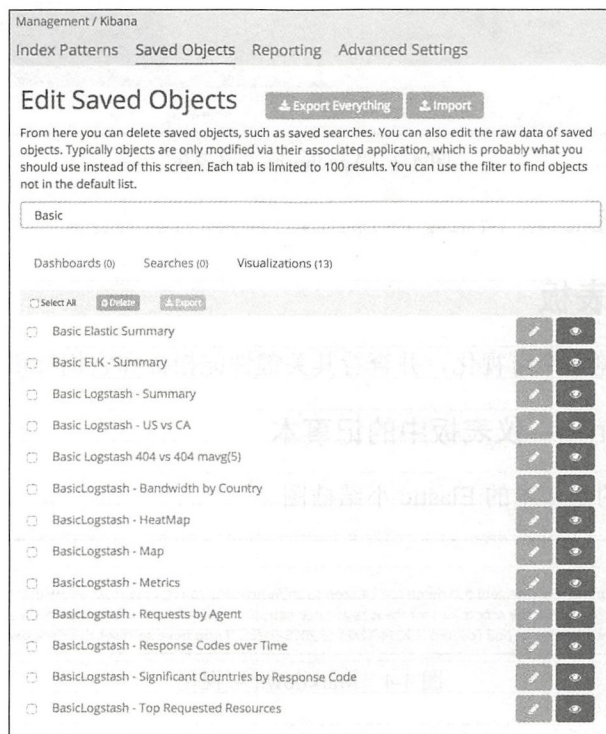 Management / Kibana
Index Patterns Saved Objects Reporting Advanced Settings
Edit Saved Objects Export Everything Import
From here you can delete saved objects, such as saved searches. You can also edit the raw data of saved
objects. Typically objects are only modified via their associated application, which is probably what you
should use instead of this screen. Each tab is limited to 100 results. You can use the filter to find objects
not in the default list.
Basic
Dashboards (0) Searches (0) Visualizations (13)
Select All Delete Export
Basic Elastic Summary
Basic ELK - Summary
Basic Logstash - Summary
Basic Logstash - US vs CA
Basic Logstash 404 vs 404 mavg(5)
BasicLogstash - Bandwidth by Country
BasicLogstash - HeatMap
BasicLogstash - Map
BasicLogstash - Metrics
BasicLogstash - Requests by Agent
BasicLogstash - Response Codes over Time
BasicLogstash - Significant Countries by Response Code
BasicLogstash - Top Requested Resources